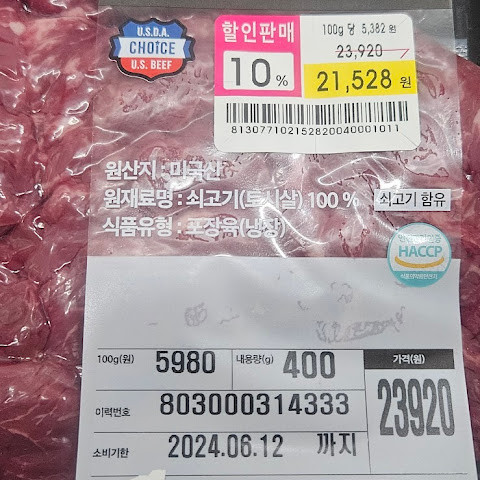 U.S.D.A.
CHOICE
U.S. BEEF
할인판매
10 %
100g 당 5,382 원
23,920
21,528 원
813077102152820040001011
원산지 : 미국산
원재료명 : 쇠고기(토시살) 100 % 쇠고기 함유
식품유형 : 포장육(냉장)
HACCP
100g(원) 5980 내용량(g) 400 가격(원)
23920
이력번호 803000314333
소비기한 2024.06.12 까지